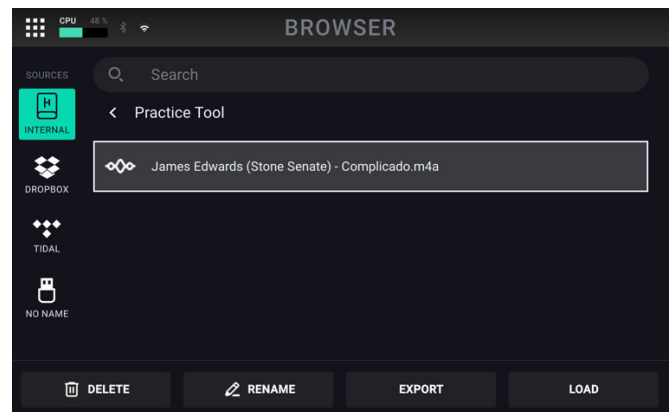 CPU 48 %
BROWSER
SOURCES
Search
H
INTERNAL
Practice Tool
James Edwards (Stone Senate) - Complicado.m4a
DROPBOX
TIDAL
NO NAME
DELETE
RENAME
EXPORT
LOAD